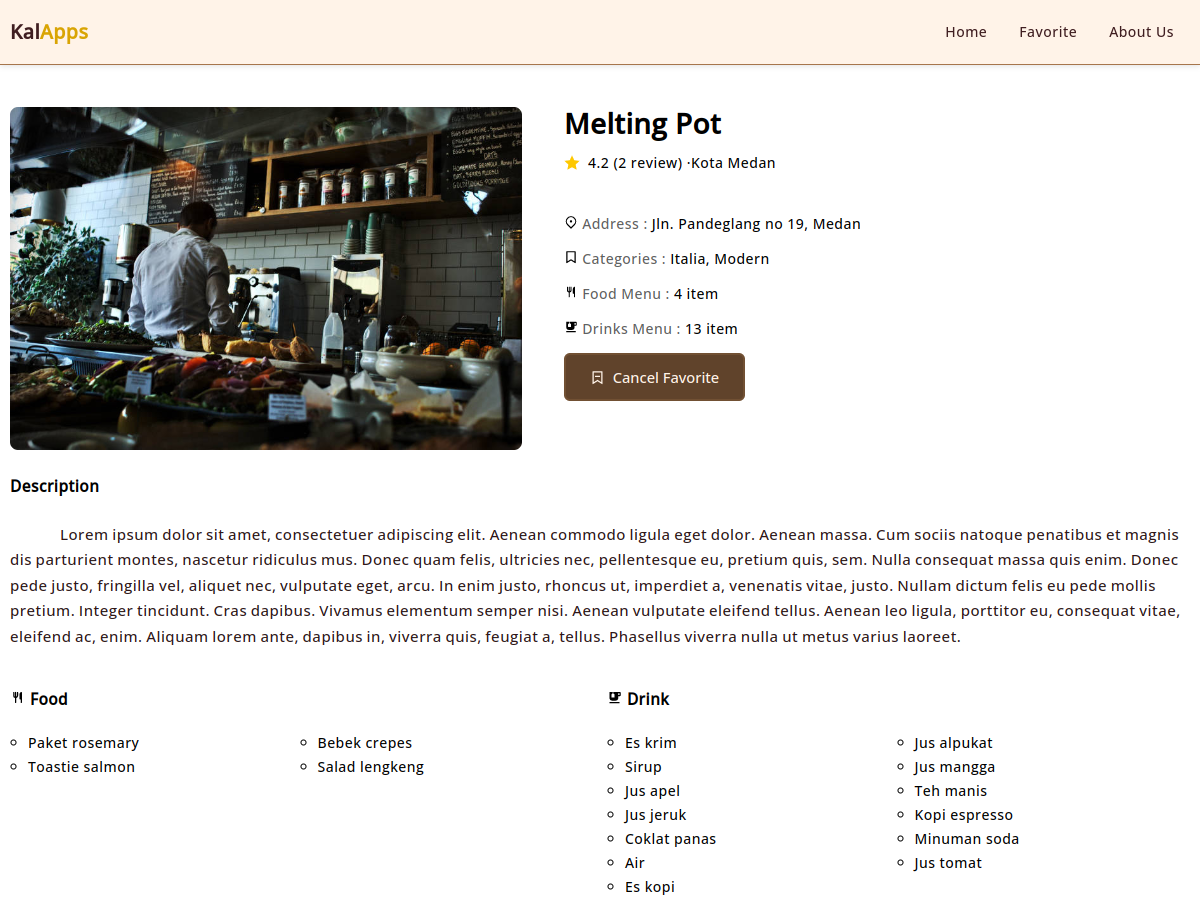 KalApps
Home Favorite About Us
Melting Pot
4.2 (2 review) ·Kota Medan
Address : Jln. Pandeglang no 19, Medan
Categories : Italia, Modern
Food Menu : 4 item
Drinks Menu : 13 item
Cancel Favorite
Description
Lorem ipsum dolor sit amet, consectetuer adipiscing elit. Aenean commodo ligula eget dolor. Aenean massa. Cum sociis natoque penatibus et magnis
dis parturient montes, nascetur ridiculus mus. Donec quam felis, ultricies nec, pellentesque eu, pretium quis, sem. Nulla consequat massa quis enim. Donec
pede justo, fringilla vel, aliquet nec, vulputate eget, arcu. In enim justo, rhoncus ut, imperdiet a, venenatis vitae, justo. Nullam dictum felis eu pede mollis
pretium. Integer tincidunt. Cras dapibus. Vivamus elementum semper nisi. Aenean vulputate eleifend tellus. Aenean leo ligula, porttitor eu, consequat vitae,
eleifend ac, enim. Aliquam lorem ante, dapibus in, viverra quis, feugiat a, tellus. Phasellus viverra nulla ut metus varius laoreet.
Food
Paket rosemary
Toastie salmon
Bebek crepes
Salad lengkeng
Drink
Es krim
Sirup
Jus apel
Jus jeruk
Coklat panas
Air
Es kopi
Jus alpukat
Jus mangga
Teh manis
Kopi espresso
Minuman soda
Jus tomat